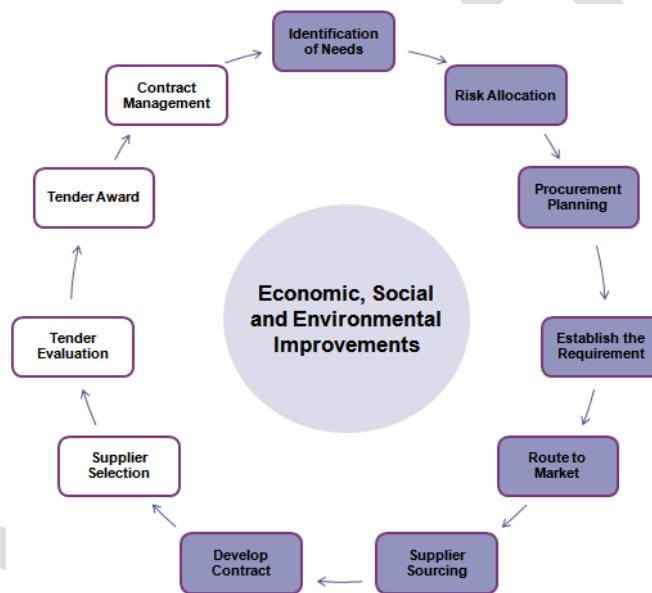 Identification
of Needs
Risk Allocation
Procurement
Planning
Establish the
Requirement
Route to
Market
Supplier
Sourcing
Develop
Contract
Supplier
Selection
Tender
Evaluation
Tender Award
Contract
Management
Economic, Social
and Environmental
Improvements